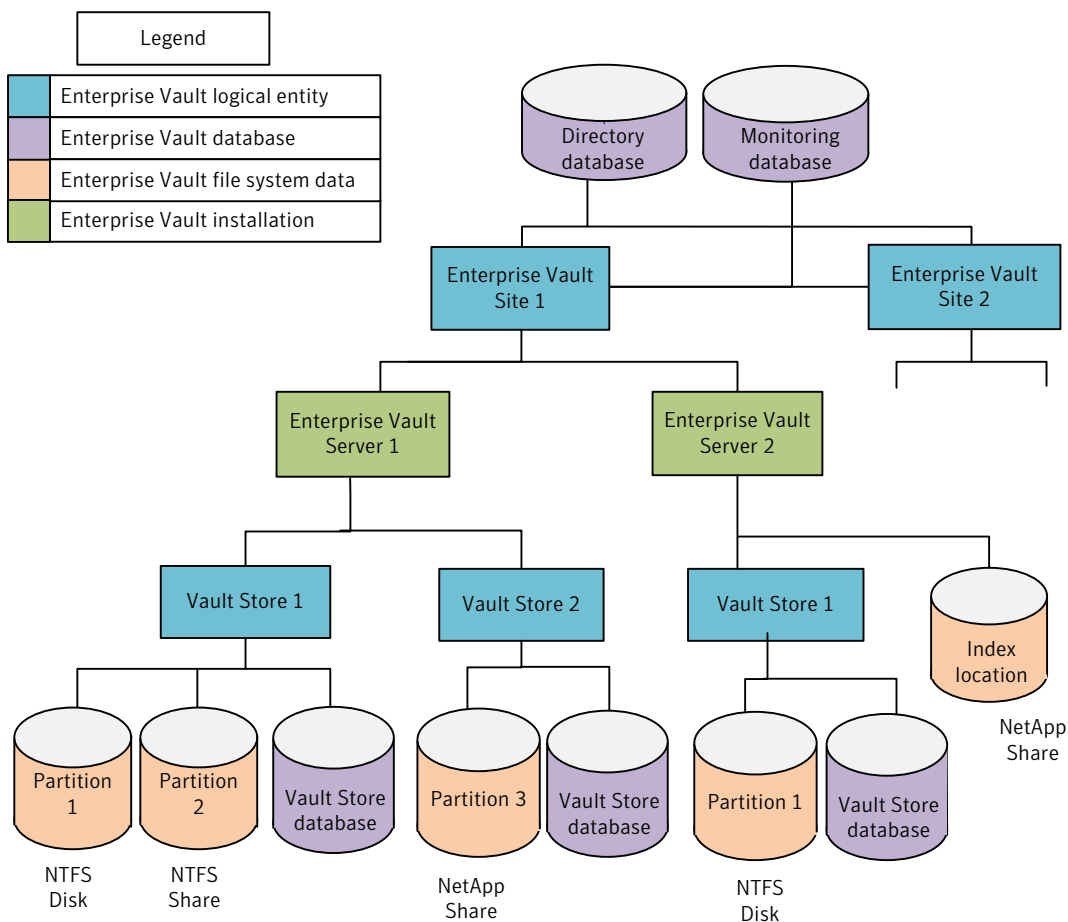 Legend
Enterprise Vault logical entity
Enterprise Vault database
Enterprise Vault file system data
Enterprise Vault installation
Directory
database
Monitoring
database
Enterprise Vault
Site 1
Enterprise Vault
Site 2
Enterprise Vault
Server 1
Enterprise Vault
Server 2
Vault Store 1
Vault Store 2
Vault Store 1
Index
location
NetApp
Share
Partition
1
Partition
2
Vault Store
database
Partition 3
Vault Store
database
Partition 1
Vault Store
database
NTFS
Disk
NTFS
Share
NetApp
Share
NTFS
Disk